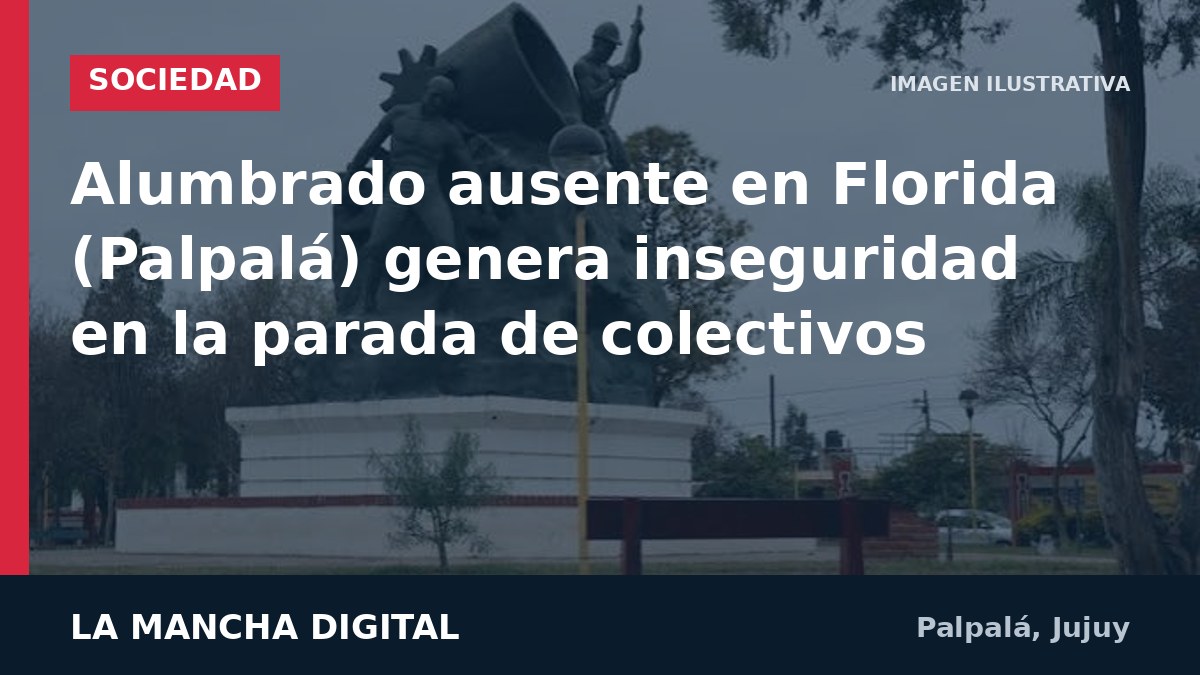 SOCIEDAD
IMAGEN ILUSTRATIVA
Alumbrado ausente en Florida
(Palpalá) genera inseguridad
en la parada de colectivos
LA MANCHA DIGITAL
Palpalá, Jujuy